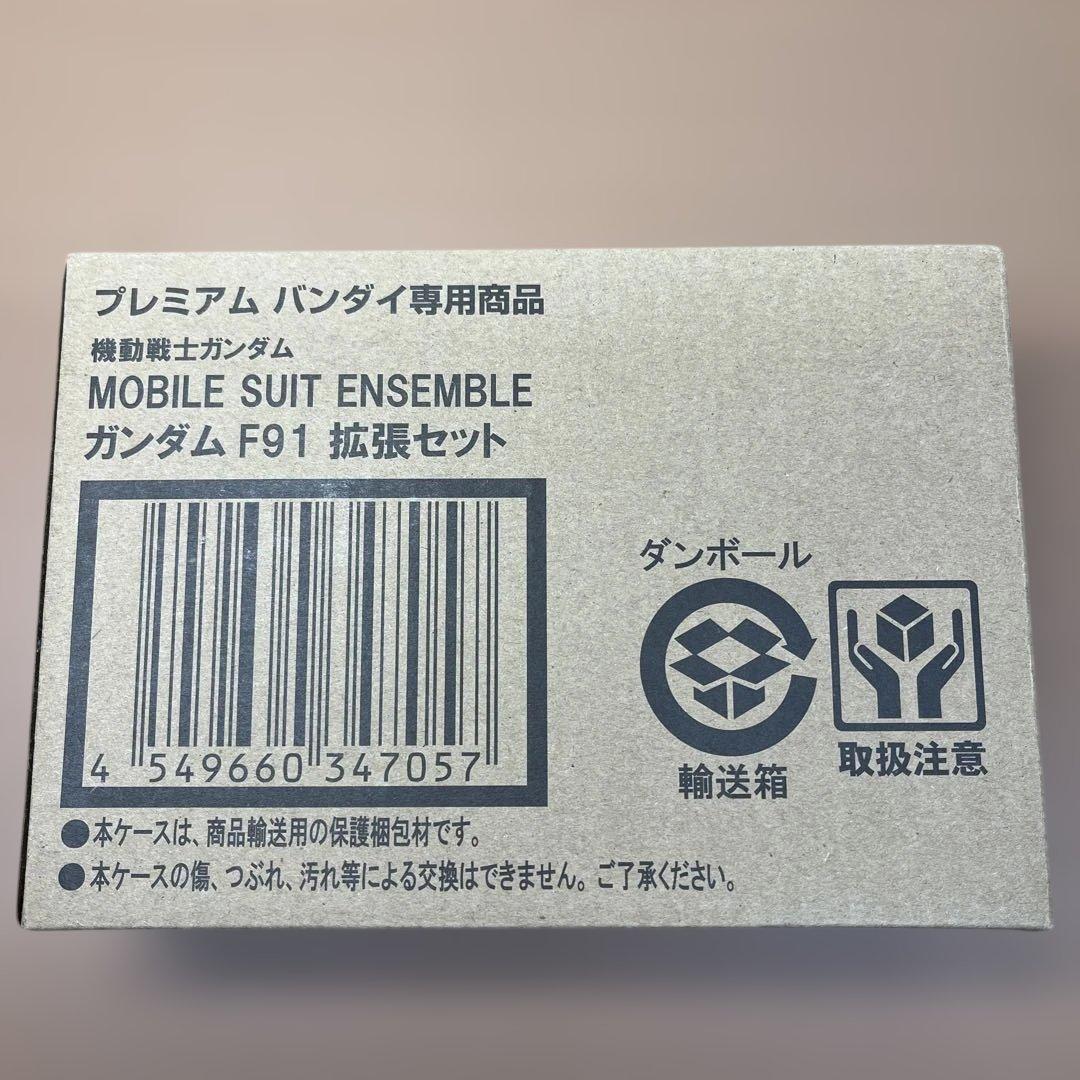 プレミアム バンダイ専用商品
機動戦士ガンダム
MOBILE SUIT ENSEMBLE
ガンダム F91 拡張セット
4 549660 347057
ダンボール
輸送箱
取扱注意
●本ケースは、商品輸送用の保護梱包材です。
●本ケースの傷、つぶれ、汚れ等による交換はできません。ご了承ください。